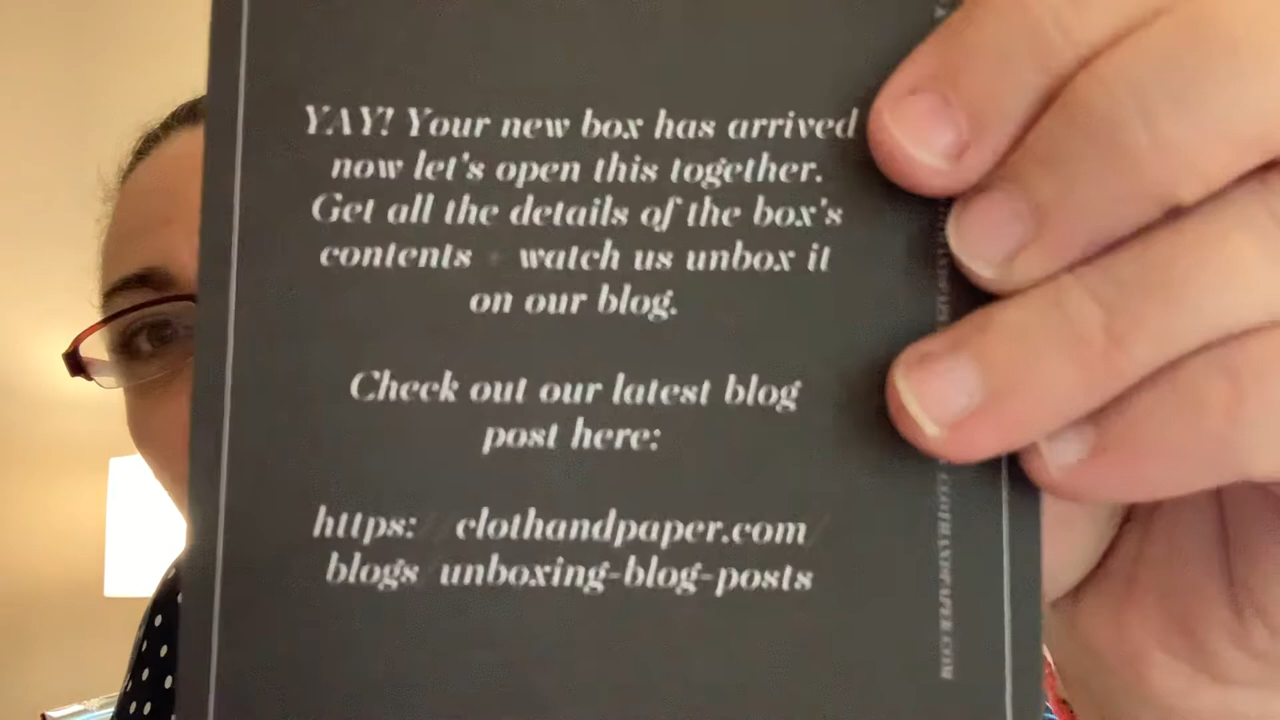 YAY! Your new box has arrived
now let's open this together.
Get all the details of the box's
contents - watch us unbox it
on our blog.
Check out our latest blog
post here:
https://clothandpaper.com/
blogs/unboxing-blog-posts
CLOTHANDPAPER.COM